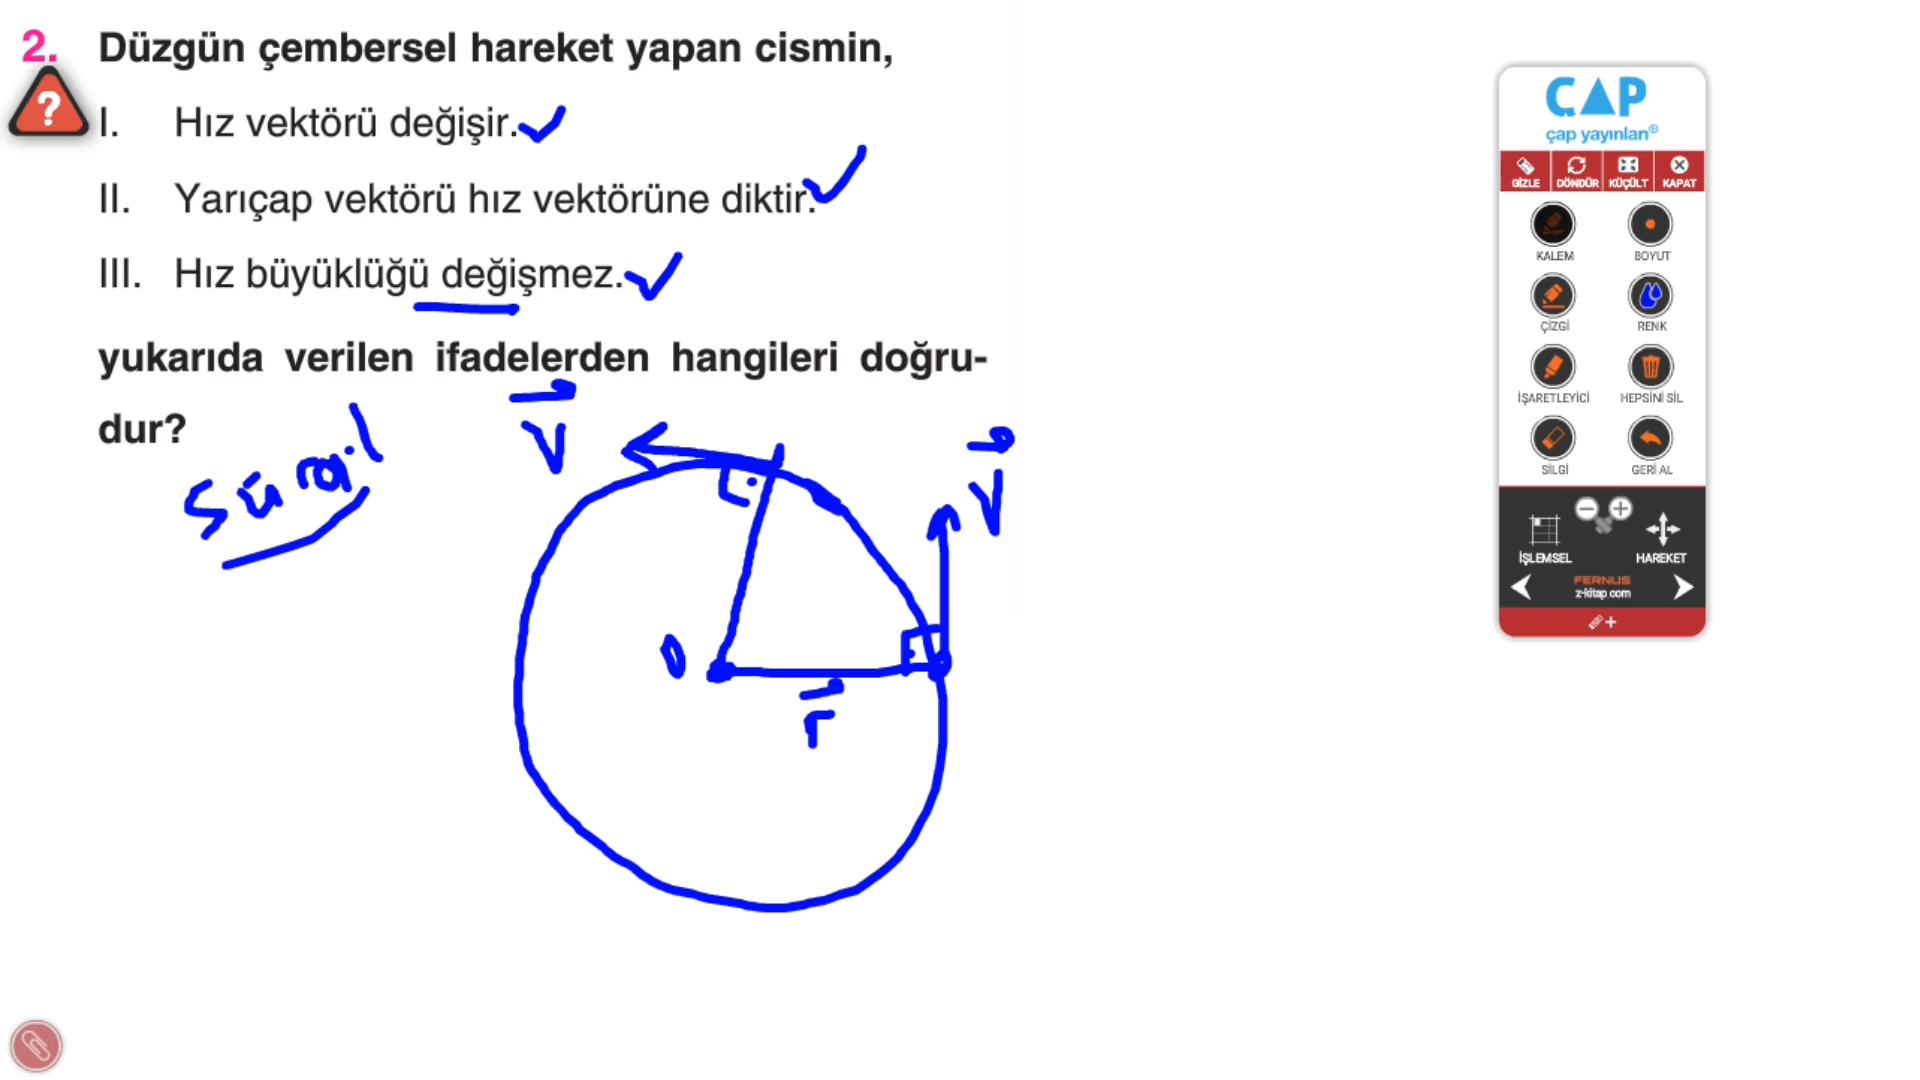 2. Düzgün çembersel hareket yapan cismin,
?
I. Hız vektörü değişir.
II. Yarıçap vektörü hız vektörüne diktir.
III. Hız büyüklüğü değişmez.
yukarıda verilen ifadelerden hangileri doğru-
dur?
V
V
O
r
ÇAP
çap yayınları®
GİZLE DÖNDÜR KÜÇÜLT KAPAT
KALEM BOYUT
ÇİZGİ RENK
İŞARETLEYİCİ HEPSİNİ SİL
SİLGİ GERİ AL
İŞLEMSEL HAREKET
FERNUS
z-kitap com